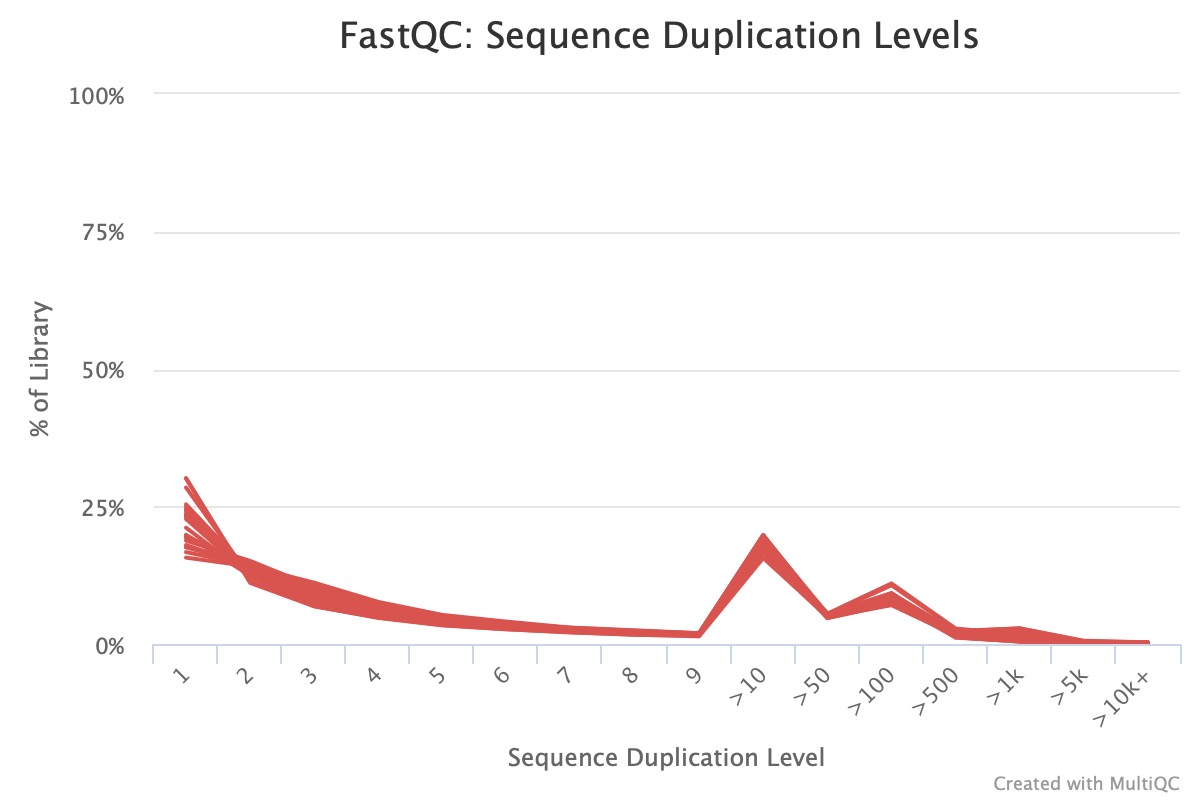 FastQC: Sequence Duplication Levels
100%
75%
50%
25%
0%
% of Library
1 2 3 4 5 6 7 8 9 >10 >50 >100 >500 >1k >5k >10k+
Sequence Duplication Level
Created with MultiQC